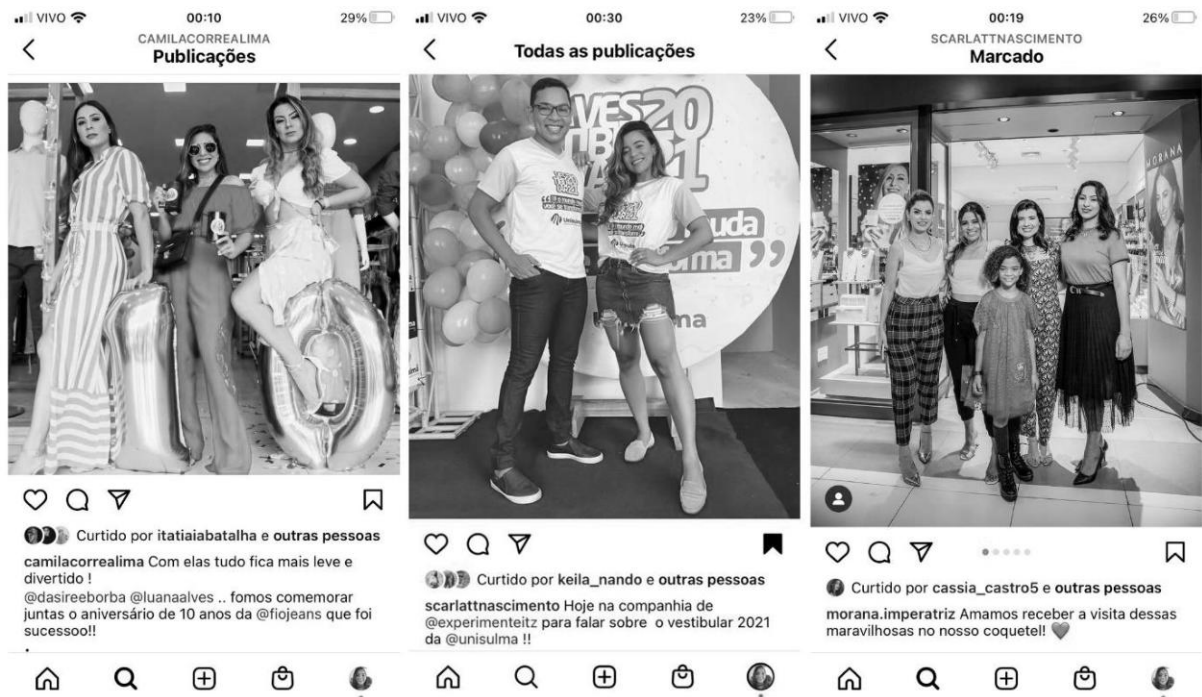 VIVO 00:10 29%
CAMILACORREALIMA
Publicações
Curtido por itatiaiabatalha e outras pessoas
camilacorrealima Com elas tudo fica mais leve e
divertido !
@dasireeborba @luanaalves .. fomos comemorar
juntas o aniversário de 10 anos da @fiojeans que foi
sucessoo!!
VIVO 00:30 23%
Todas as publicações
20
Curtido por keila_nando e outras pessoas
scarlattnascimento Hoje na companhia de
@experimenteitz para falar sobre o vestibular 2021
da @unisulma !!
VIVO 00:19 26%
SCARLATTNASCIMENTO
Marcado
MORANA
Curtido por cassia_castro5 e outras pessoas
morana.imperatriz Amamos receber a visita dessas
maravilhosas no nosso coquetel! 🖤